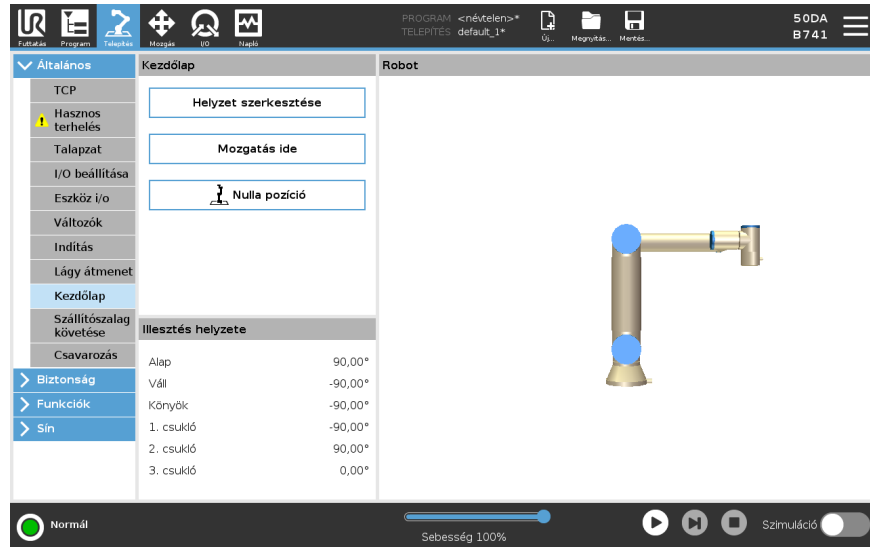 UR
Futtatás
Program
Telepítés
Mozgás
I/O
Napló
PROGRAM <névtelen>*
TELEPÍTÉS default_1*
Új...
Megnyitás...
Mentés...
50DA
B741
Általános
TCP
Hasznos
terhelés
Talapzat
I/O beállítása
Eszköz i/o
Változók
Indítás
Lágy átmenet
Kezdőlap
Szállítószalag
követése
Csavarozás
Biztonság
Funkciók
Sín
Kezdőlap
Helyzet szerkesztése
Mozgatás ide
Nulla pozíció
Illesztés helyzete
Alap 90,00°
Váll -90,00°
Könyök -90,00°
1. csukló -90,00°
2. csukló 90,00°
3. csukló 0,00°
Robot
Normál
Sebesség 100%
Szimuláció